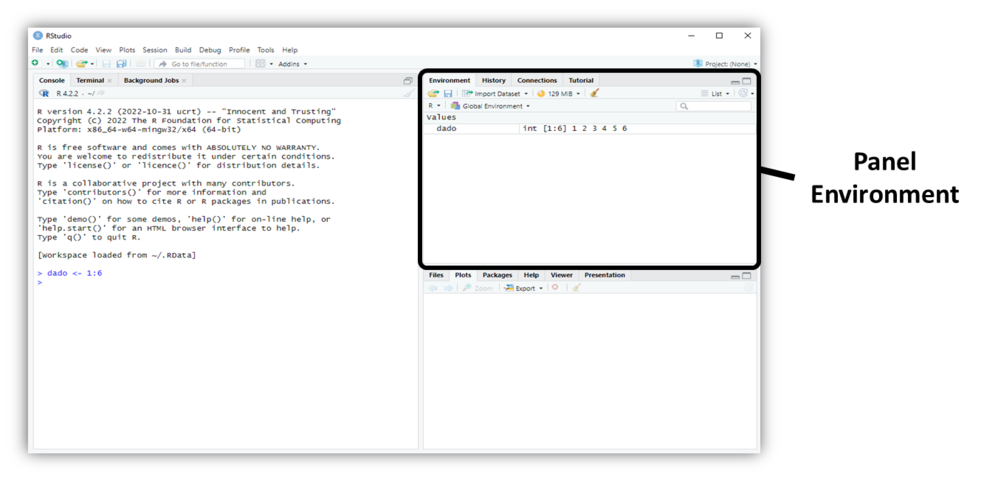 RStudio
File Edit Code View Plots Session Build Debug Profile Tools Help
Go to file/function Addins Project: (None)
Console Terminal Background Jobs
R 4.2.2 · ~/
R version 4.2.2 (2022-10-31 ucrt) -- "Innocent and Trusting"
Copyright (C) 2022 The R Foundation for Statistical Computing
Platform: x86_64-w64-mingw32/x64 (64-bit)
R is free software and comes with ABSOLUTELY NO WARRANTY.
You are welcome to redistribute it under certain conditions.
Type 'license()' or 'licence()' for distribution details.
R is a collaborative project with many contributors.
Type 'contributors()' for more information and
'citation()' on how to cite R or R packages in publications.
Type 'demo()' for some demos, 'help()' for on-line help, or
'help.start()' for an HTML browser interface to help.
Type 'q()' to quit R.
[Workspace loaded from ~/.RData]
> dado <- 1:6
>
Environment History Connections Tutorial
Import Dataset 129 MiB List
R Global Environment
Values
dado int [1:6] 1 2 3 4 5 6
Files Plots Packages Help Viewer Presentation
Zoom Export
Panel
Environment